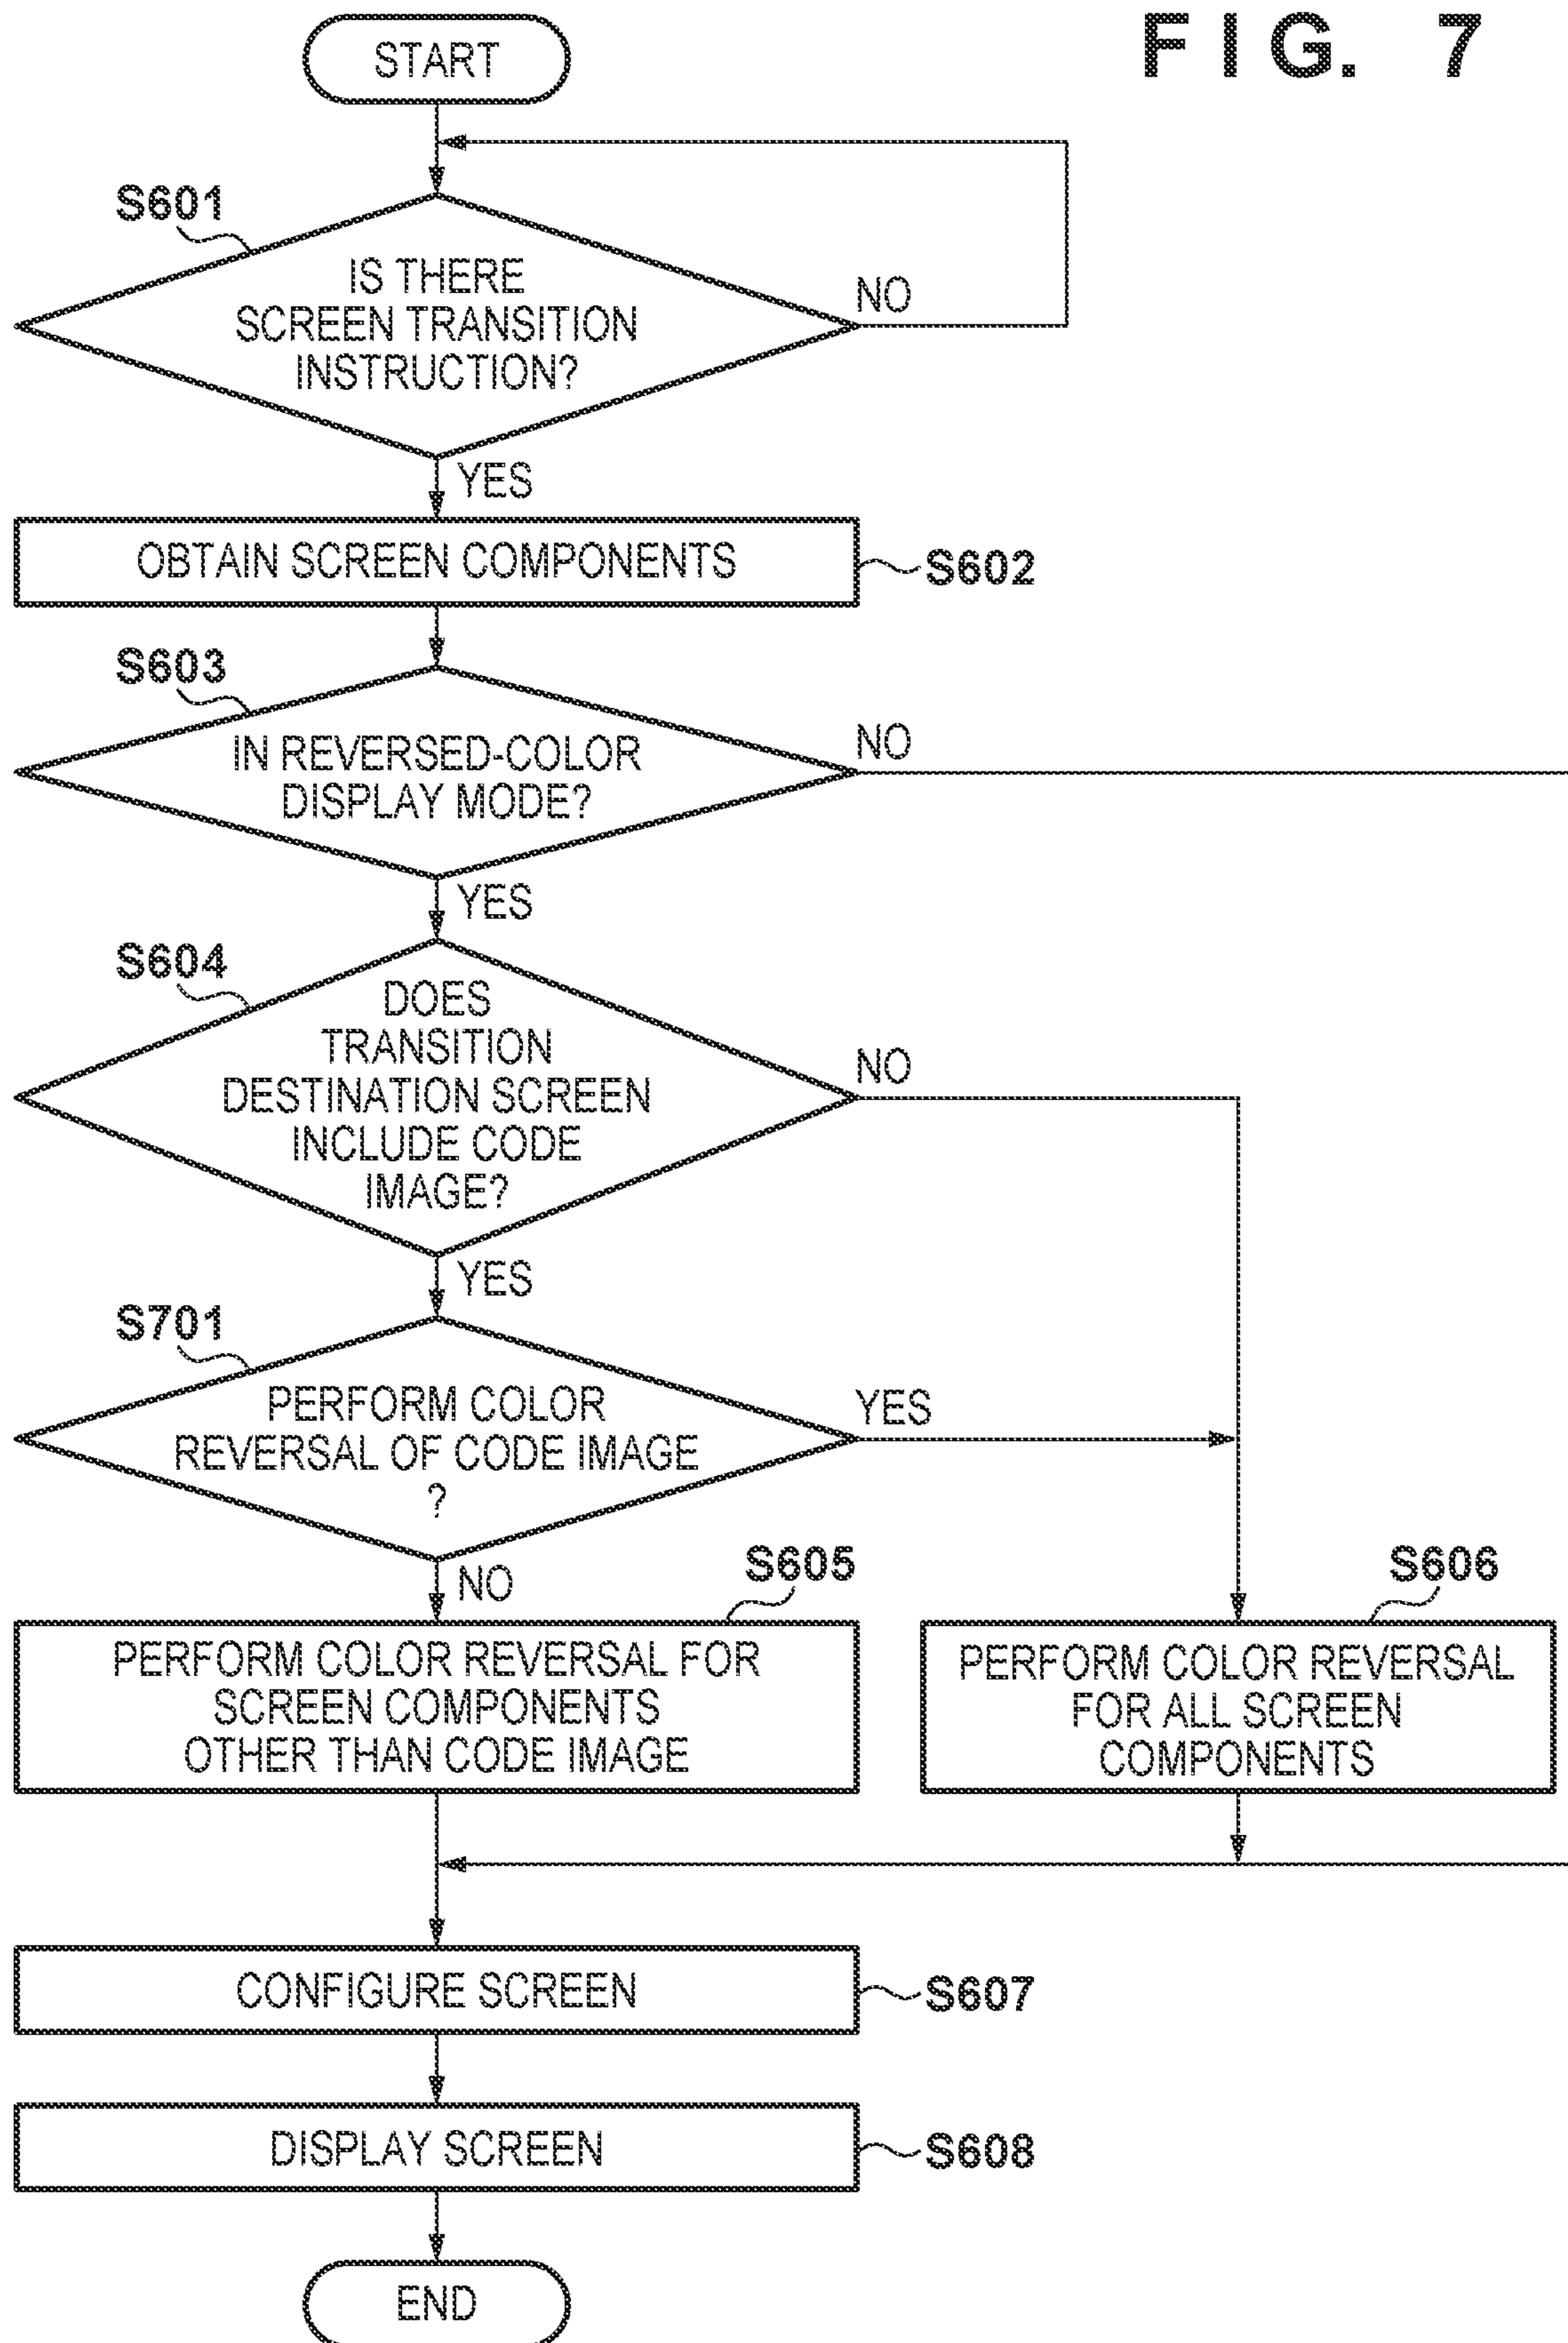 FIG. 7
START
S601
IS THERE
SCREEN TRANSITION
INSTRUCTION?
NO
YES
OBTAIN SCREEN COMPONENTS
S602
S603
IN REVERSED-COLOR
DISPLAY MODE?
NO
YES
S604
DOES
TRANSITION
DESTINATION SCREEN
INCLUDE CODE
IMAGE?
NO
YES
S701
PERFORM COLOR
REVERSAL OF CODE IMAGE
?
YES
NO
S605
PERFORM COLOR REVERSAL FOR
SCREEN COMPONENTS
OTHER THAN CODE IMAGE
S606
PERFORM COLOR REVERSAL
FOR ALL SCREEN
COMPONENTS
CONFIGURE SCREEN
S607
DISPLAY SCREEN
S608
END